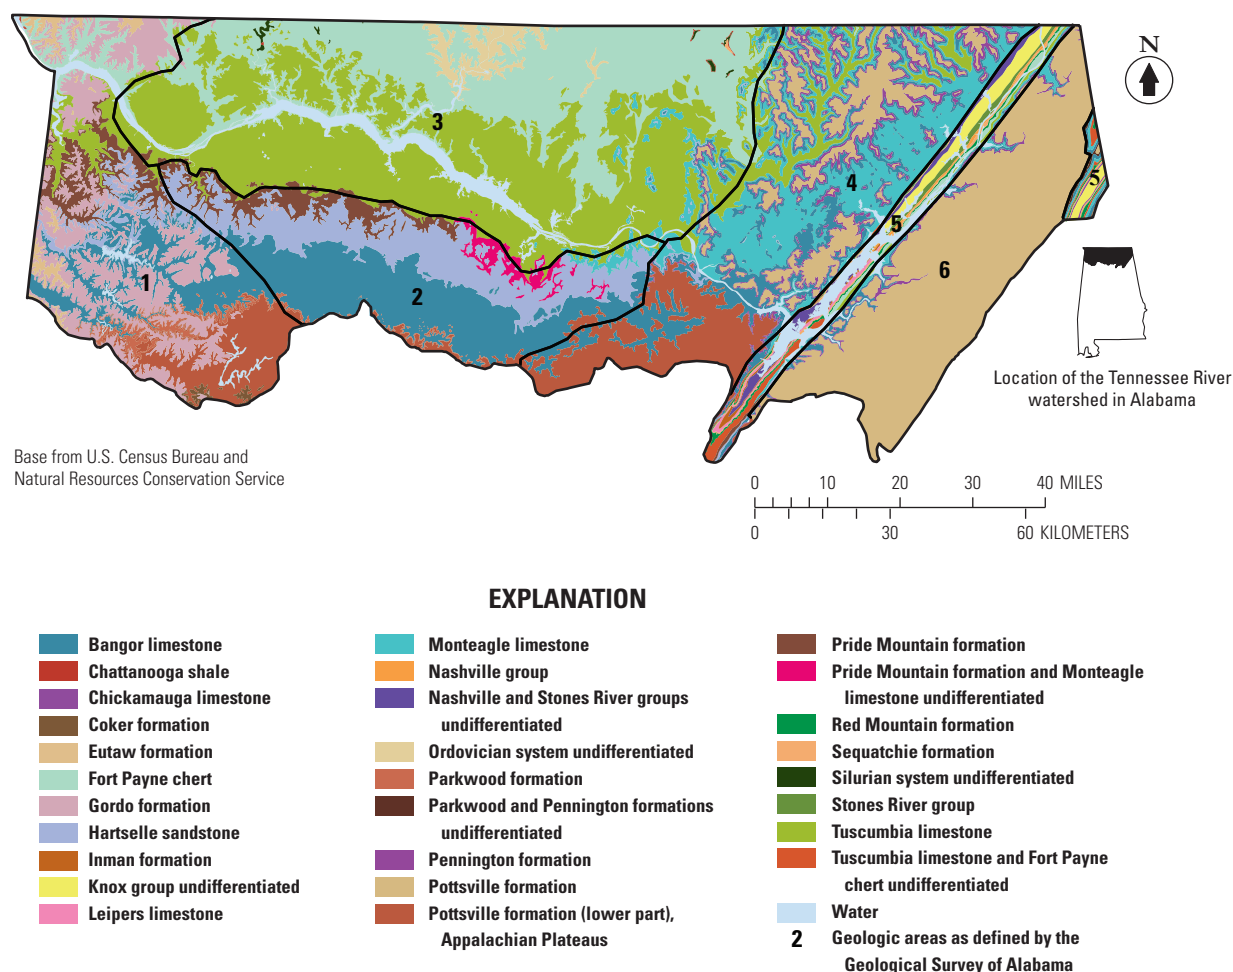 N
3
4
5
5
6
1
2
Location of the Tennessee River
watershed in Alabama
Base from U.S. Census Bureau and
Natural Resources Conservation Service
0 10 20 30 40 MILES
0 30 60 KILOMETERS
EXPLANATION
Bangor limestone
Chattanooga shale
Chickamauga limestone
Coker formation
Eutaw formation
Fort Payne chert
Gordo formation
Hartselle sandstone
Inman formation
Knox group undifferentiated
Leipers limestone
Monteagle limestone
Nashville group
Nashville and Stones River groups
undifferentiated
Ordovician system undifferentiated
Parkwood formation
Parkwood and Pennington formations
undifferentiated
Pennington formation
Pottsville formation
Pottsville formation (lower part),
Appalachian Plateaus
Pride Mountain formation
Pride Mountain formation and Monteagle
limestone undifferentiated
Red Mountain formation
Sequatchie formation
Silurian system undifferentiated
Stones River group
Tuscumbia limestone
Tuscumbia limestone and Fort Payne
chert undifferentiated
Water
2 Geologic areas as defined by the
Geological Survey of Alabama